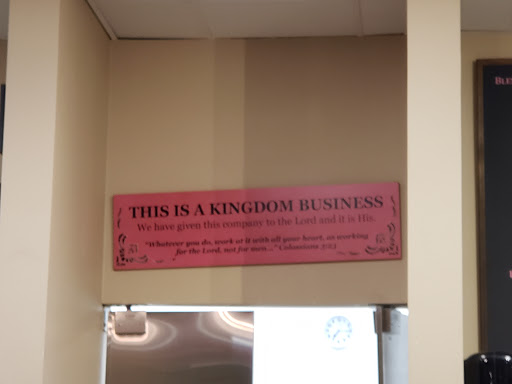 THIS IS A KINGDOM BUSINESS
We have given this company to the Lord and it is His.
"Whatever you do, work at it with all your heart, as working
for the Lord, not for men..." Colossians 3:23